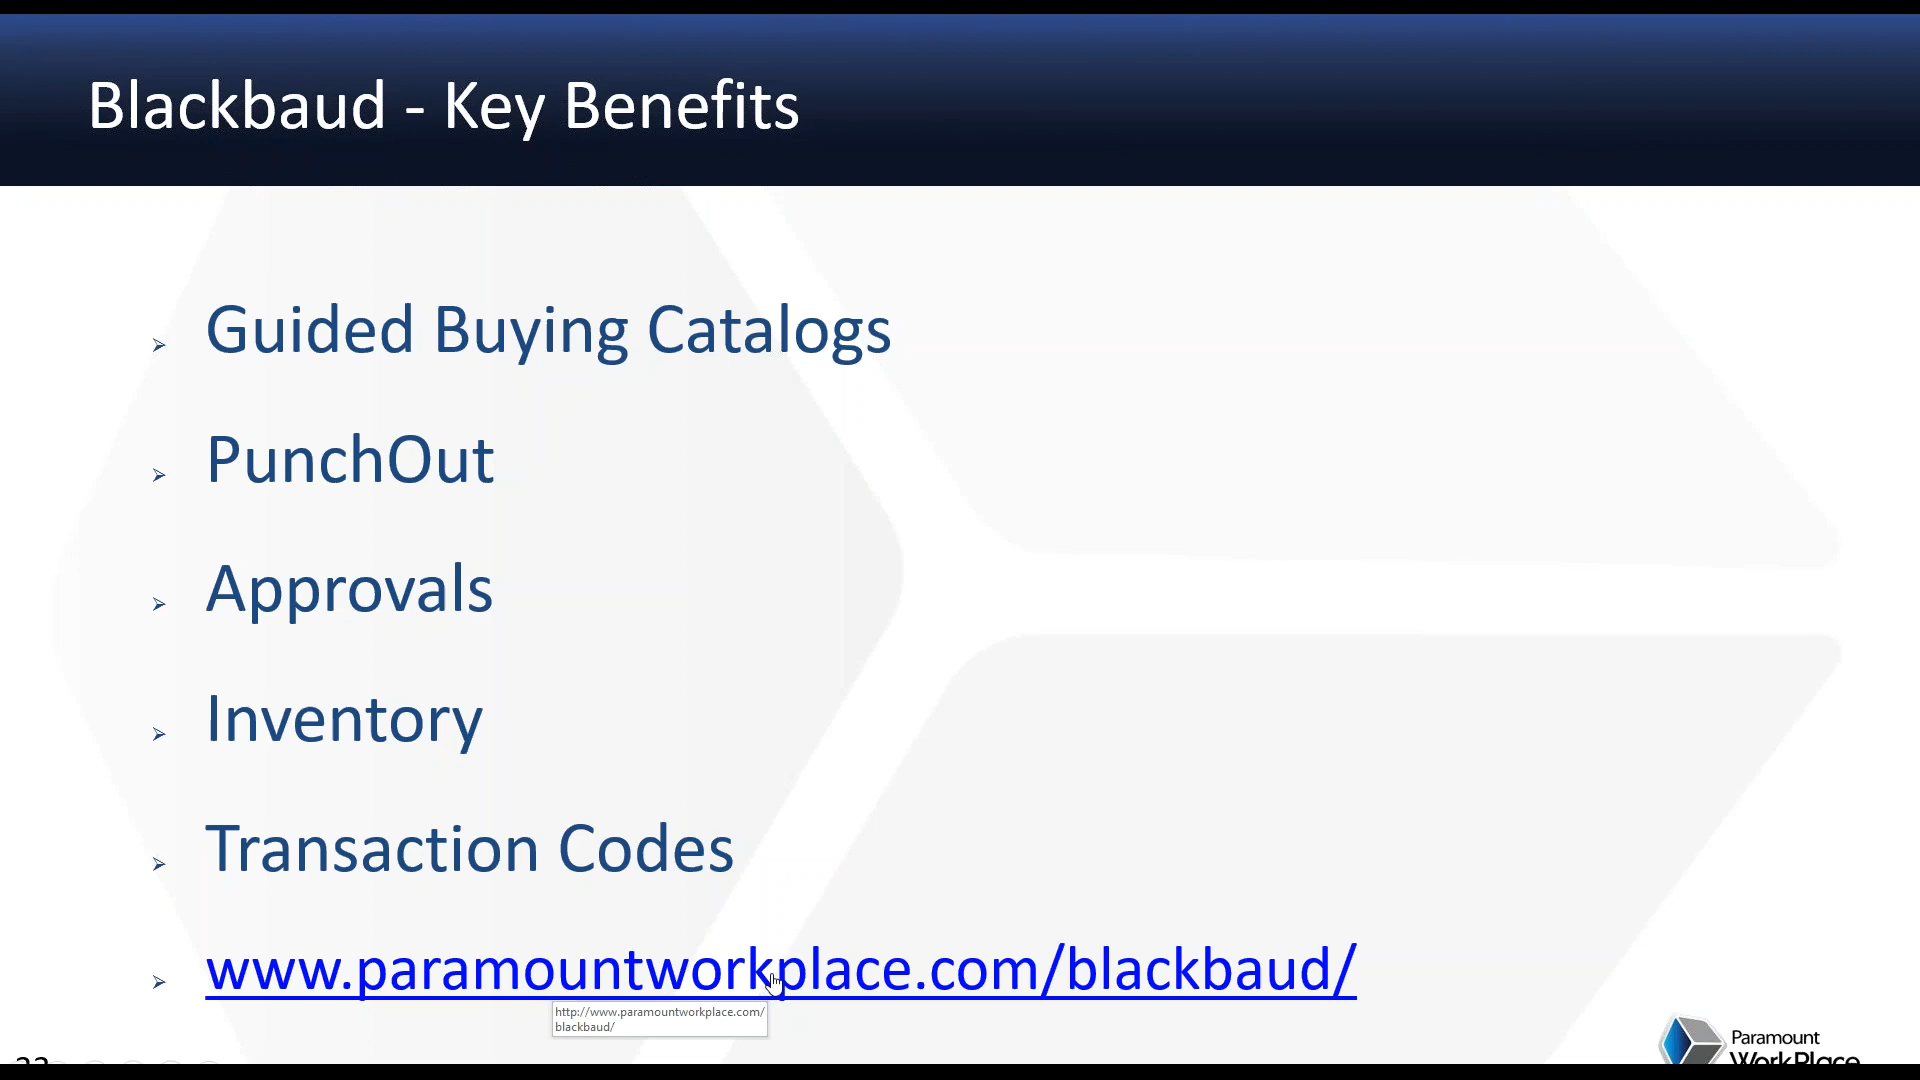 Blackbaud - Key Benefits
Guided Buying Catalogs
PunchOut
Approvals
Inventory
Transaction Codes
www.paramountworkplace.com/blackbaud/
http://www.paramountworkplace.com/
blackbaud/
Paramount
WorkPlace